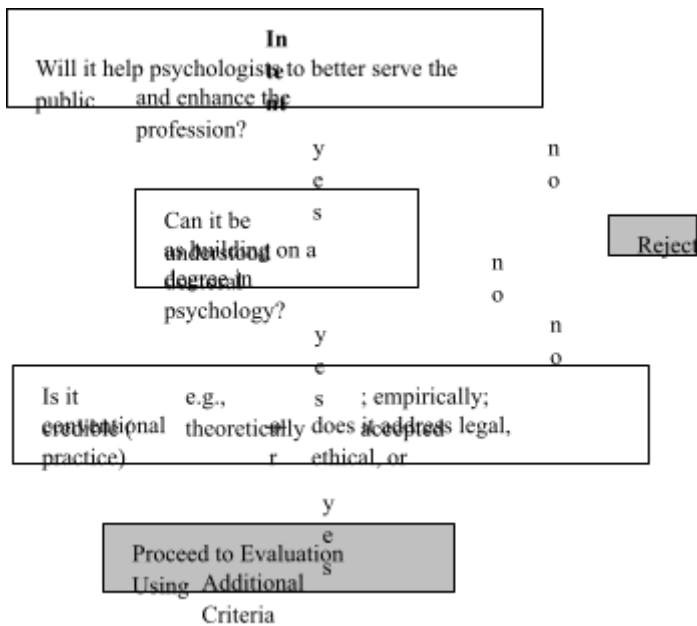 Intent
Will it help psychologists to better serve the
public and enhance the
profession?
yes
no
Can it be
understood
as building on a
doctoral
degree in
psychology?
Reject
no
yes
no
Is it e.g., ; empirically;
credible ( theoretically accepted
conventional or does it address legal,
practice) ethical, or
yes
Proceed to Evaluation
Using Additional
Criteria